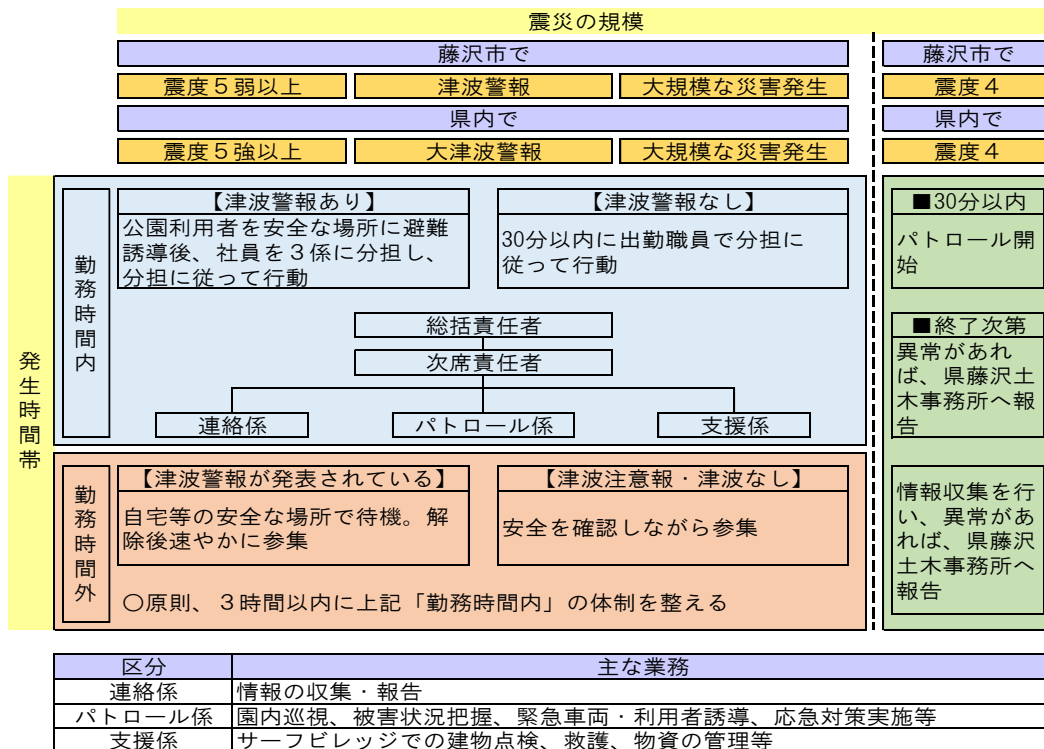 震災の規模
藤沢市で
藤沢市で
震度５弱以上
津波警報
大規模な災害発生
震度４
県内で
県内で
震度５強以上
大津波警報
大規模な災害発生
震度４
発生時間帯
勤務時間内
【津波警報あり】
公園利用者を安全な場所に避難
誘導後、社員を３係に分担し、
分担に従って行動
【津波警報なし】
30分以内に出勤職員で分担に
従って行動
総括責任者
次席責任者
連絡係
パトロール係
支援係
■30分以内
パトロール開
始
■終了次第
異常があれ
ば、県藤沢土
木事務所へ報
告
勤務時間外
【津波警報が発表されている】
自宅等の安全な場所で待機。解
除後速やかに参集
【津波注意報・津波なし】
安全を確認しながら参集
○原則、３時間以内に上記「勤務時間内」の体制を整える
情報収集を行
い、異常があ
れば、県藤沢
土木事務所へ
報告
区分
主な業務
連絡係
情報の収集・報告
パトロール係
園内巡視、被害状況把握、緊急車両・利用者誘導、応急対策実施等
支援係
サーフビレッジでの建物点検、救護、物資の管理等